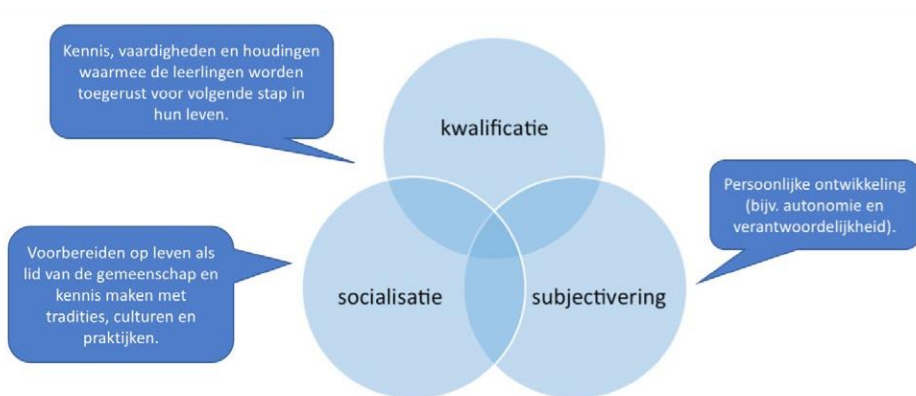 Kennis, vaardigheden en houdingen
waarmee de leerlingen worden
toegerust voor volgende stap in
hun leven.
kwalificatie
Persoonlijke ontwikkeling
(bijv. autonomie en
verantwoordelijkheid).
Voorbereiden op leven als
lid van de gemeenschap en
kennis maken met
tradities, culturen en
praktijken.
socialisatie
subjectivering